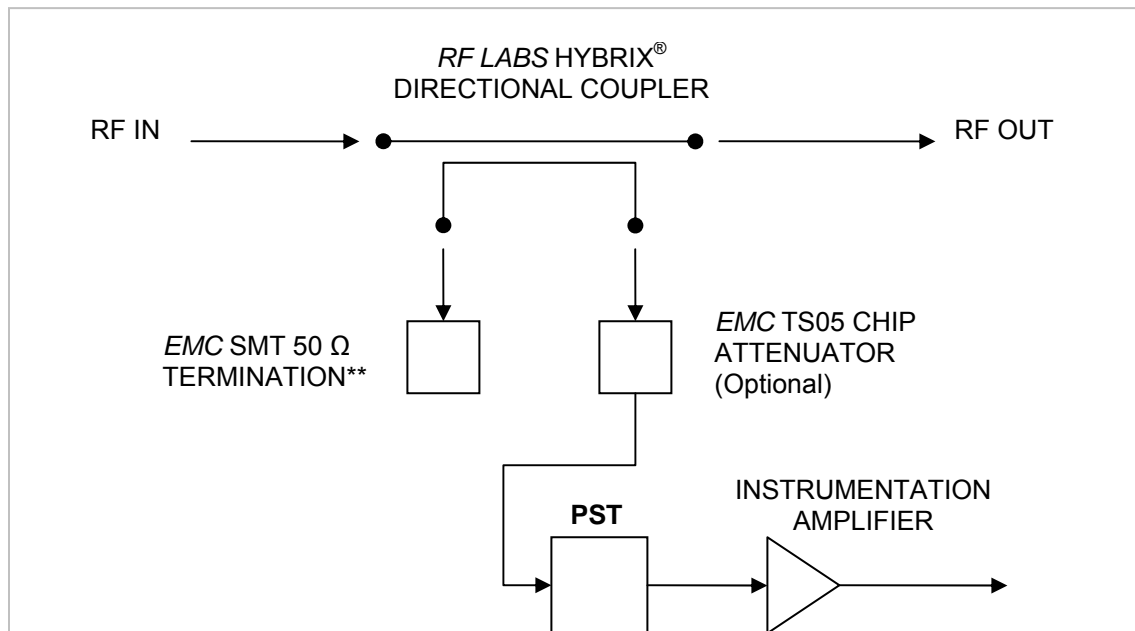 RF LABS HYBRIX®
DIRECTIONAL COUPLER
RF IN
RF OUT
EMC SMT 50 Ω
TERMINATION**
EMC TS05 CHIP
ATTENUATOR
(Optional)
PST
INSTRUMENTATION
AMPLIFIER